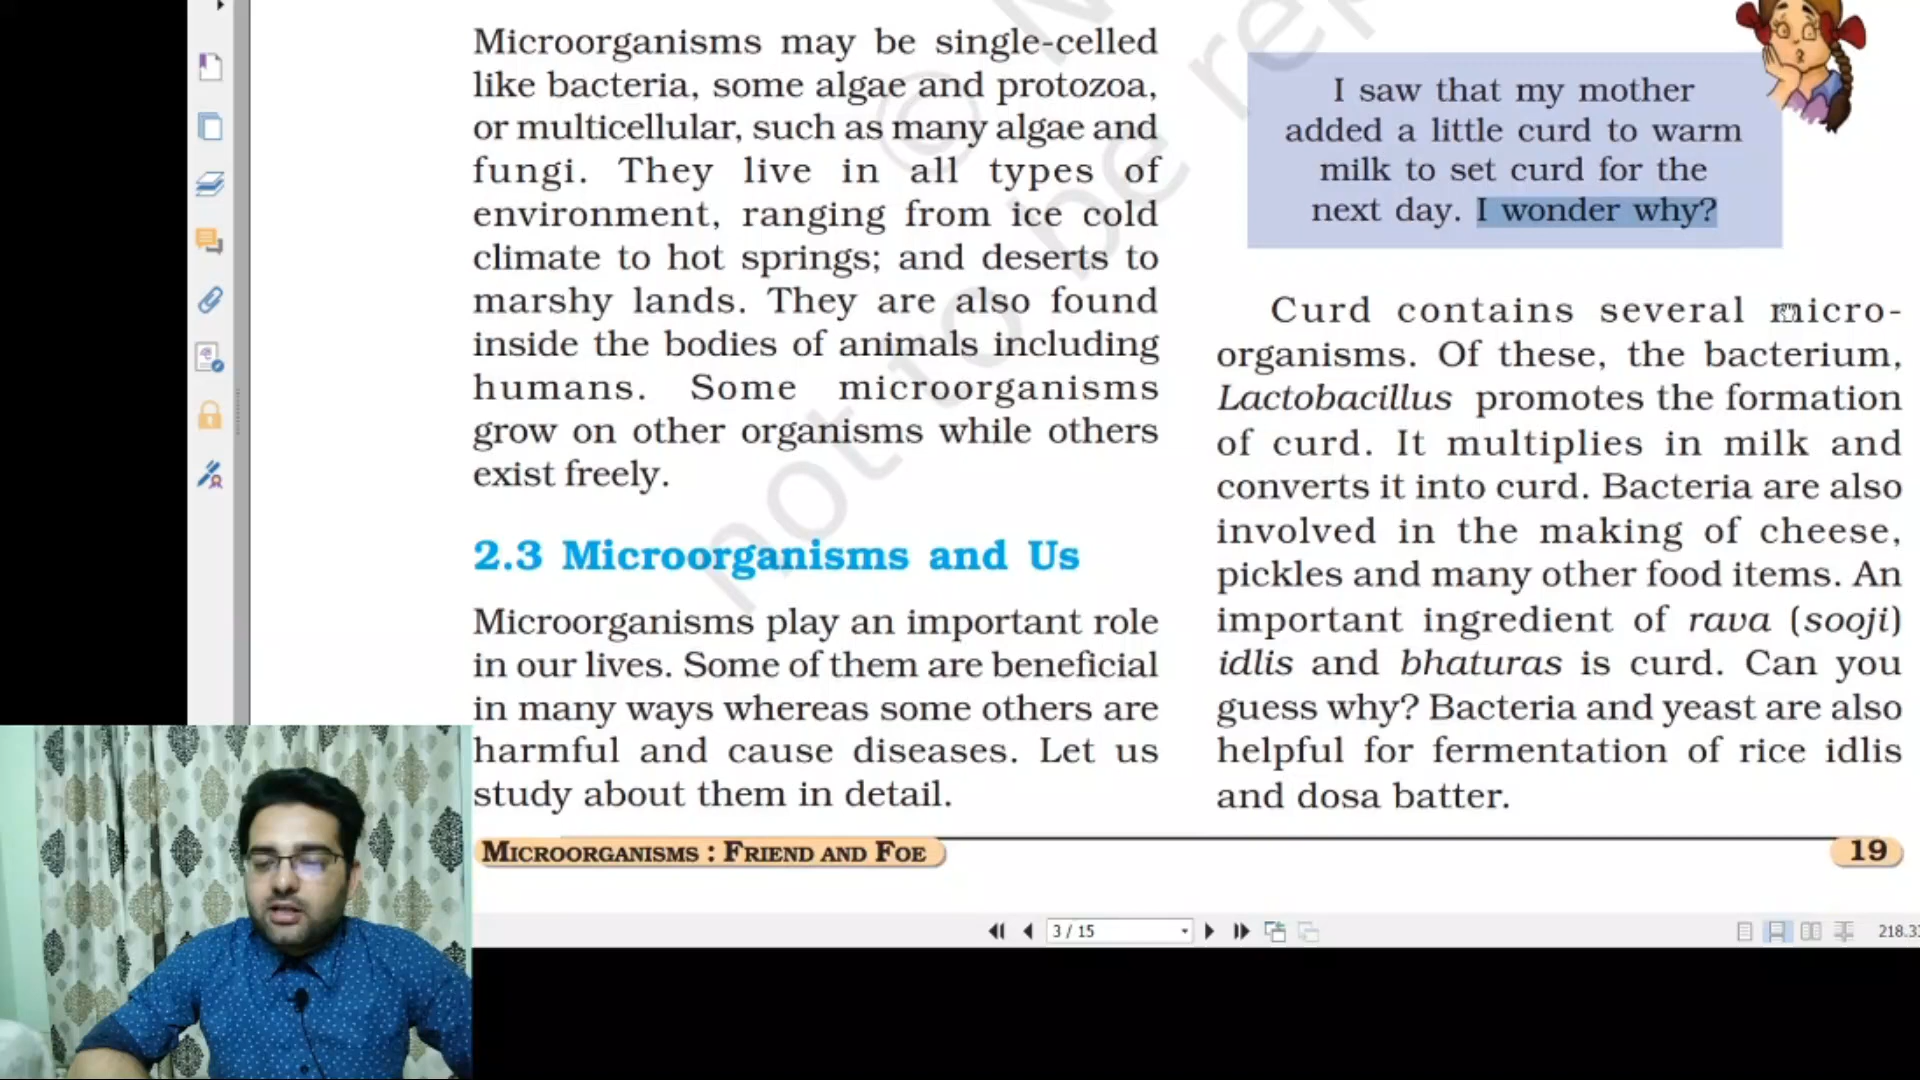 Microorganisms may be single-celled
like bacteria, some algae and protozoa,
or multicellular, such as many algae and
fungi. They live in all types of
environment, ranging from ice cold
climate to hot springs; and deserts to
marshy lands. They are also found
inside the bodies of animals including
humans. Some microorganisms
grow on other organisms while others
exist freely.
2.3 Microorganisms and Us
Microorganisms play an important role
in our lives. Some of them are beneficial
in many ways whereas some others are
harmful and cause diseases. Let us
study about them in detail.
I saw that my mother
added a little curd to warm
milk to set curd for the
next day. I wonder why?
Curd contains several micro-
organisms. Of these, the bacterium,
Lactobacillus promotes the formation
of curd. It multiplies in milk and
converts it into curd. Bacteria are also
involved in the making of cheese,
pickles and many other food items. An
important ingredient of rava (sooji)
idlis and bhaturas is curd. Can you
guess why? Bacteria and yeast are also
helpful for fermentation of rice idlis
and dosa batter.
MICROORGANISMS : FRIEND AND FOE
19
3 / 15
not to be rep
©